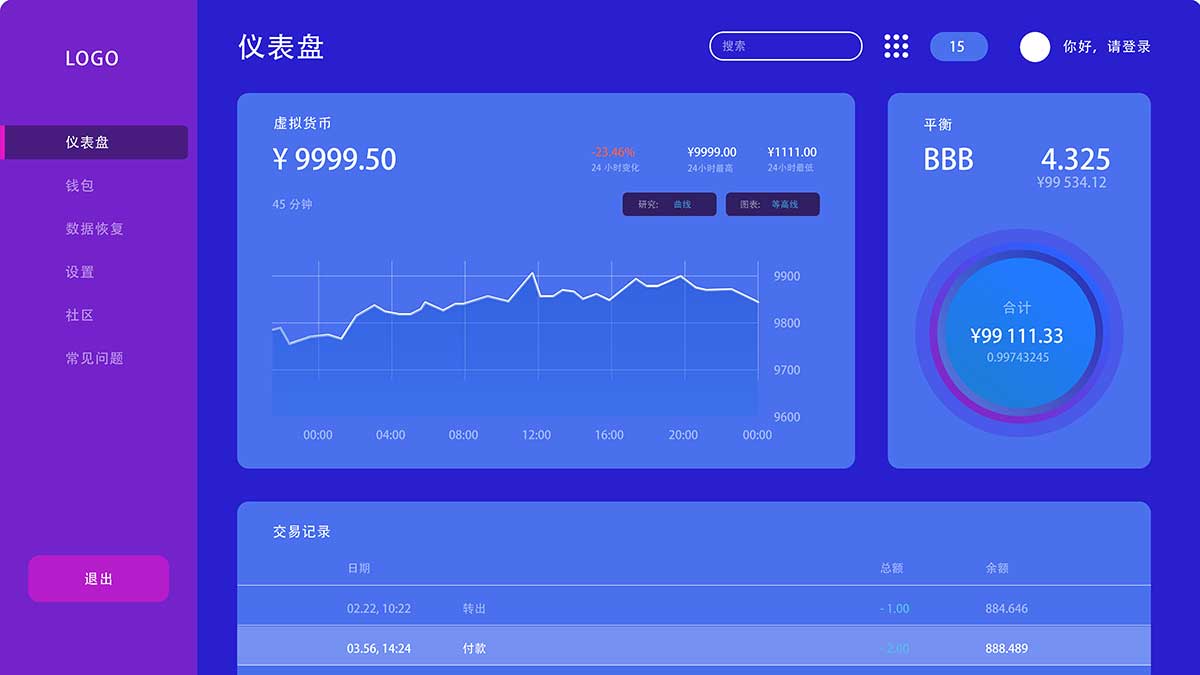 LOGO
仪表盘
钱包
数据恢复
设置
社区
常见问题
退出
仪表盘
搜索
15
你好，请登录
虚拟货币
¥ 9999.50
-23.46%
24 小时变化
¥9999.00
24小时最高
¥1111.00
24小时最低
45 分钟
研究: 曲线
图表: 等高线
9900
9800
9700
9600
00:00 04:00 08:00 12:00 16:00 20:00 00:00
平衡
BBB 4.325
¥99 534.12
合计
¥99 111.33
0.99743245
交易记录
日期 总额 余额
02.22, 10:22 转出 - 1.00 884.646
03.56, 14:24 付款 - 2.00 888.489